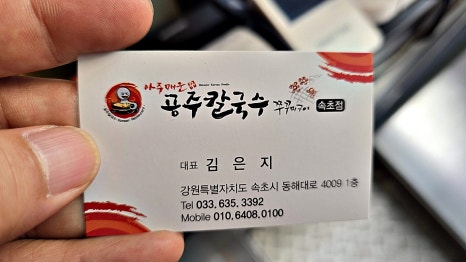 아주매운
공주칼국수 쭈꾸미구이 속초점
대표 김은지
강원특별자치도 속초시 동해대로 4009 1층
Tel 033, 635, 3392
Mobile 010, 6408, 0100